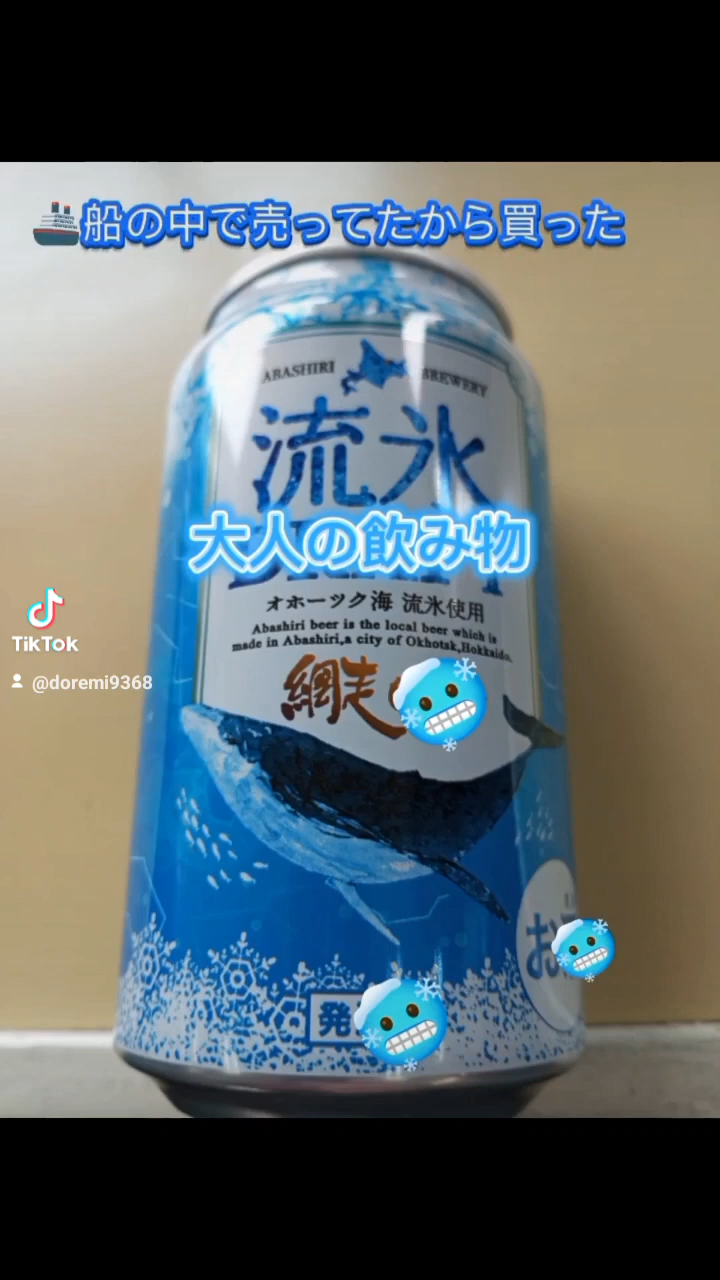 🚢船の中で売ってたから買った
ABASHIRI BREWERY
流氷
大人の飲み物
オホーツク海 流氷使用
Abashiri beer is the local beer which is
made in Abashiri,a city of Okhotsk,Hokkaido.
網走
TikTok
@doremi9368
お
発